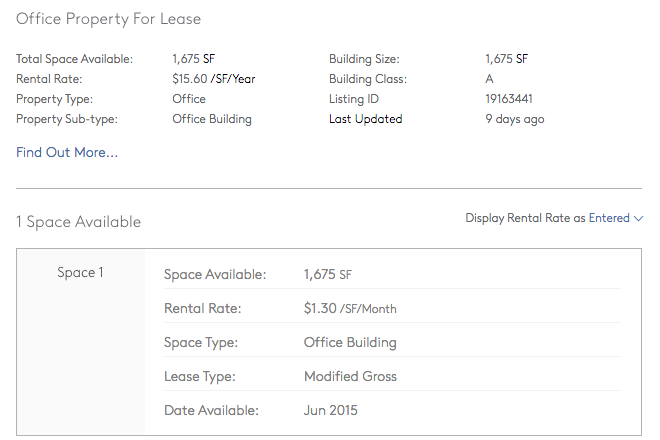 Office Property For Lease
Total Space Available: 1,675 SF Building Size: 1,675 SF
Rental Rate: $15.60 /SF/Year Building Class: A
Property Type: Office Listing ID 19163441
Property Sub-type: Office Building Last Updated 9 days ago
Find Out More...
1 Space Available Display Rental Rate as Entered
Space 1 Space Available: 1,675 SF
Rental Rate: $1.30 /SF/Month
Space Type: Office Building
Lease Type: Modified Gross
Date Available: Jun 2015